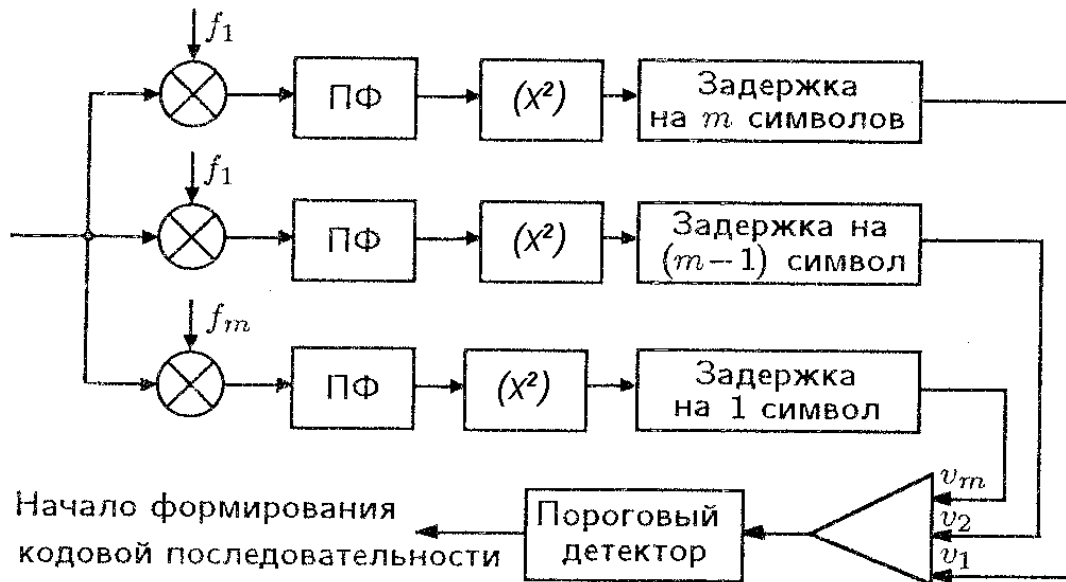 f₁
ПФ
(X²)
Задержка
на m символов
f₁
ПФ
(X²)
Задержка на
(m−1) символ
fₘ
ПФ
(X²)
Задержка
на 1 символ
Начало формирования
кодовой последовательности
Пороговый
детектор
vₘ
v₂
v₁